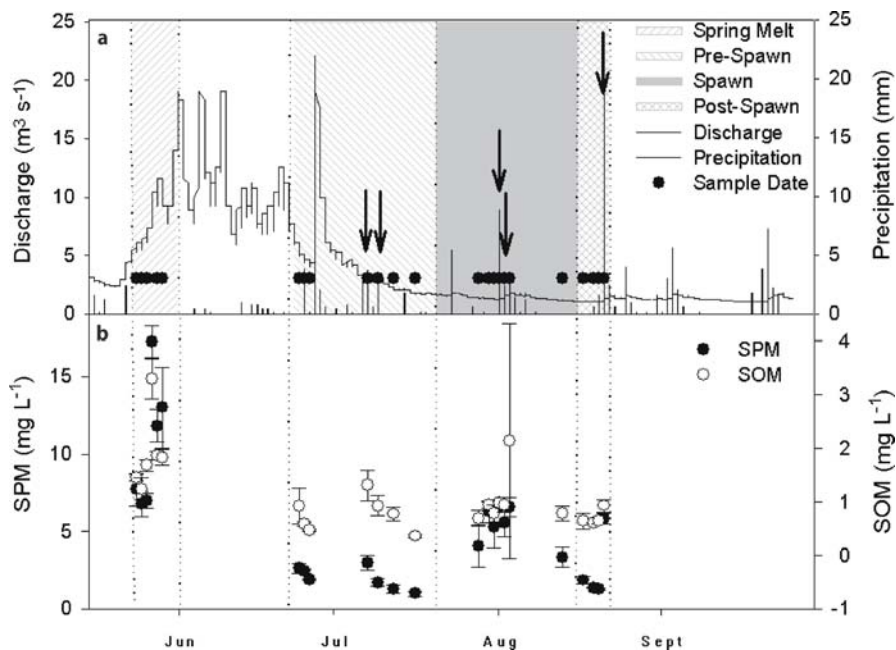 a
25
20
15
10
5
0
Discharge (m³ s⁻¹)
25
20
15
10
5
0
Precipitation (mm)
Spring Melt
Pre-Spawn
Spawn
Post-Spawn
Discharge
Precipitation
Sample Date
b
15
10
5
0
SPM (mg L⁻¹)
4
3
2
1
0
-1
SOM (mg L⁻¹)
SPM
SOM
Jun Jul Aug Sept